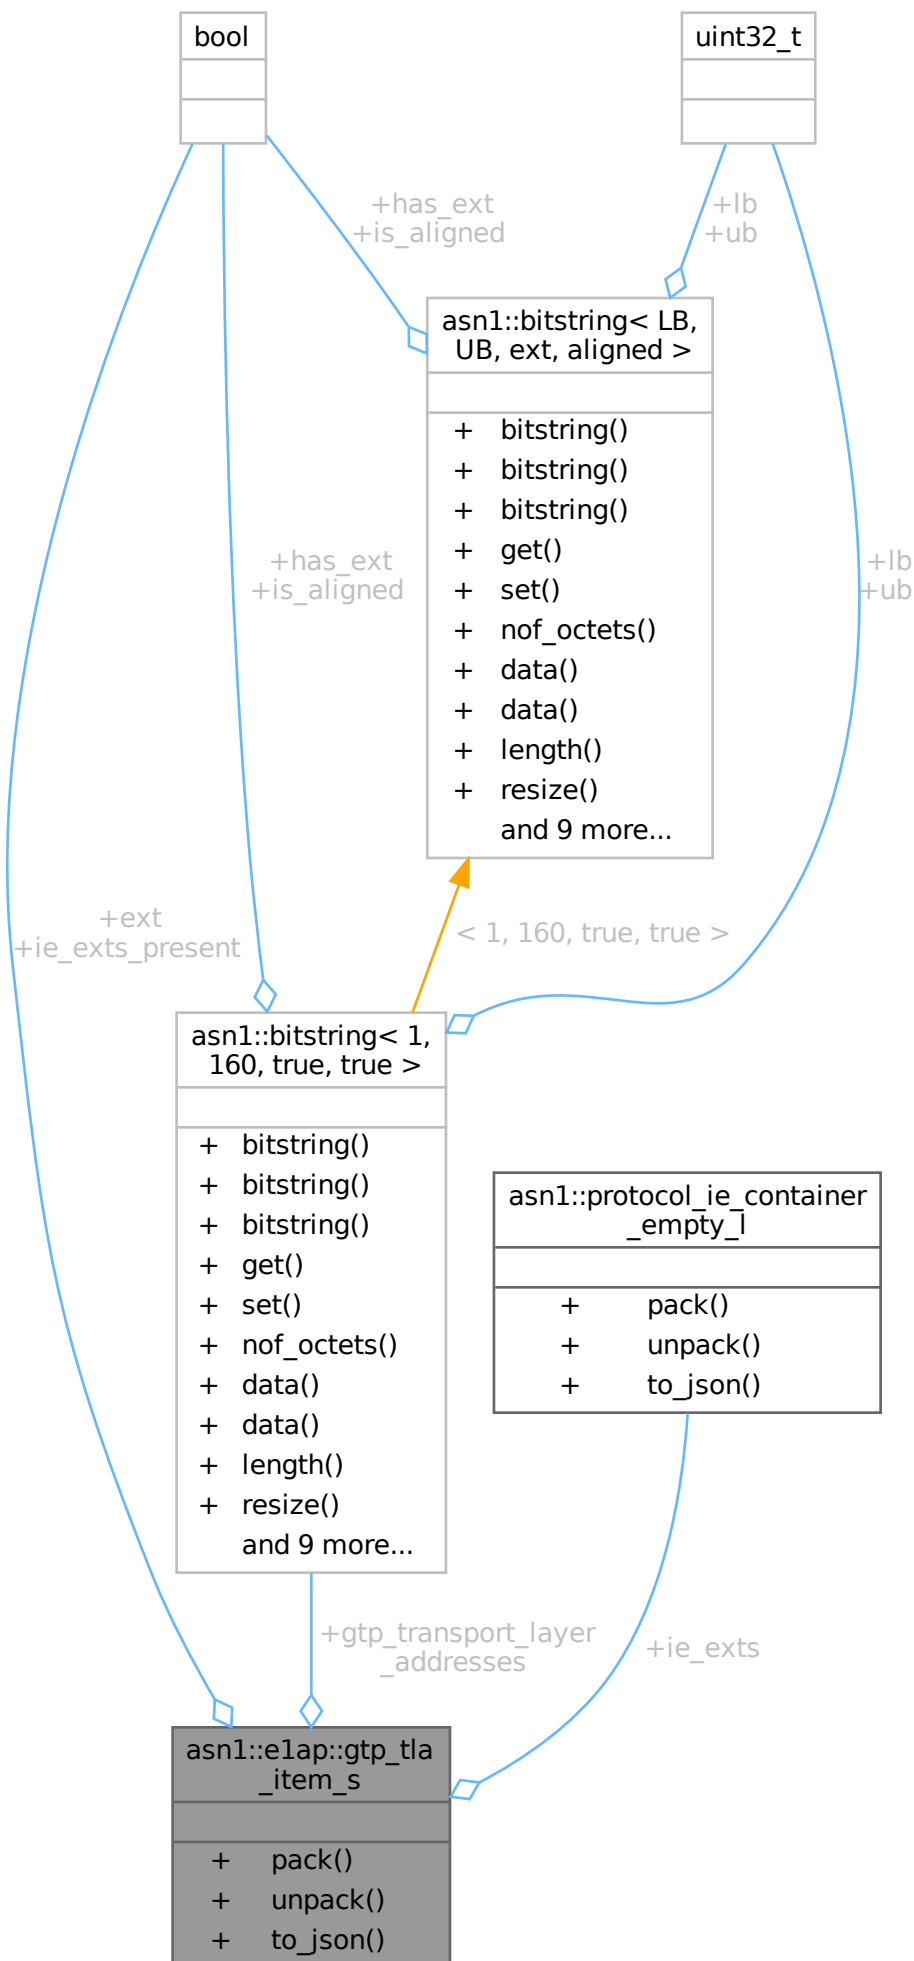 bool
uint32_t
+has_ext
+is_aligned
+lb
+ub
asn1::bitstring< LB,
UB, ext, aligned >
+ bitstring()
+ bitstring()
+ bitstring()
+ get()
+ set()
+ nof_octets()
+ data()
+ data()
+ length()
+ resize()
and 9 more...
+has_ext
+is_aligned
+lb
+ub
+ext
+ie_exts_present
< 1, 160, true, true >
asn1::bitstring< 1,
160, true, true >
+ bitstring()
+ bitstring()
+ bitstring()
+ get()
+ set()
+ nof_octets()
+ data()
+ data()
+ length()
+ resize()
and 9 more...
asn1::protocol_ie_container
_empty_l
+ pack()
+ unpack()
+ to_json()
+gtp_transport_layer
_addresses
+ie_exts
asn1::e1ap::gtp_tla
_item_s
+ pack()
+ unpack()
+ to_json()